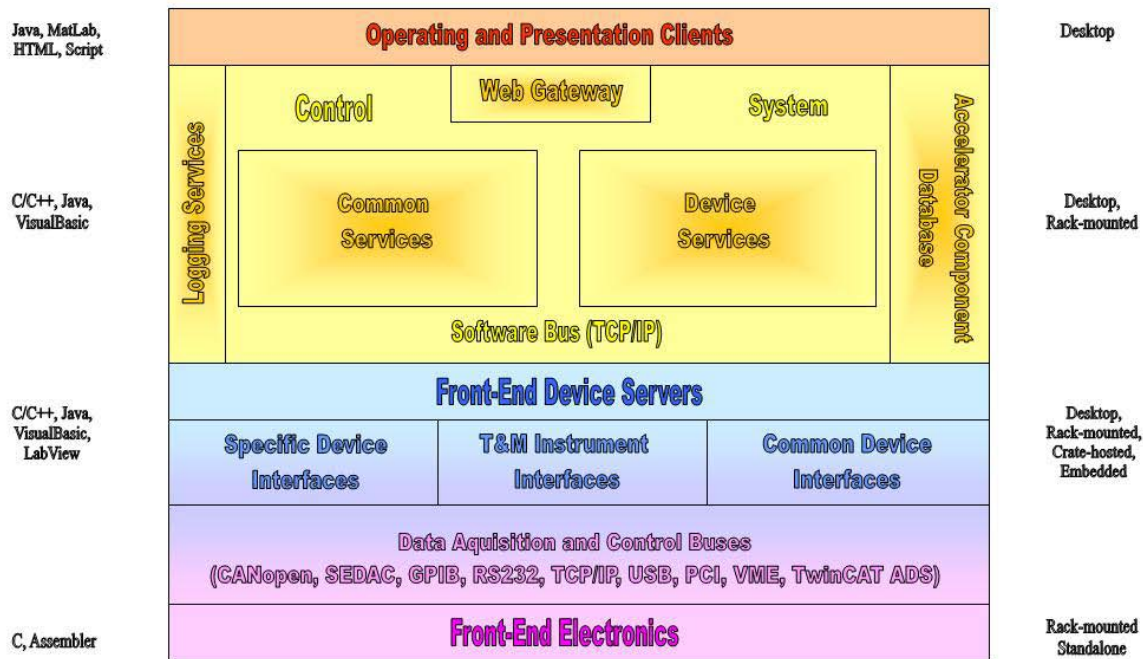 Java, MatLab,
HTML, Script
Operating and Presentation Clients
Desktop
Web Gateway
Control
System
Logging Services
Accelerator Component
Database
C/C++, Java,
VisualBasic
Common
Services
Device
Services
Desktop,
Rack-mounted
Software Bus (TCP/IP)
Front-End Device Servers
C/C++, Java,
VisualBasic,
LabView
Specific Device
Interfaces
T&M Instrument
Interfaces
Common Device
Interfaces
Desktop,
Rack-mounted,
Crate-hosted,
Embedded
Data Aquisition and Control Buses
(CANopen, SEDAC, GPIB, RS232, TCP/IP, USB, PCI, VME, TwinCAT ADS)
C, Assembler
Front-End Electronics
Rack-mounted
Standalone